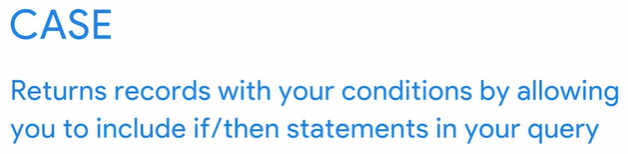 CASE
Returns records with your conditions by allowing
you to include if/then statements in your query